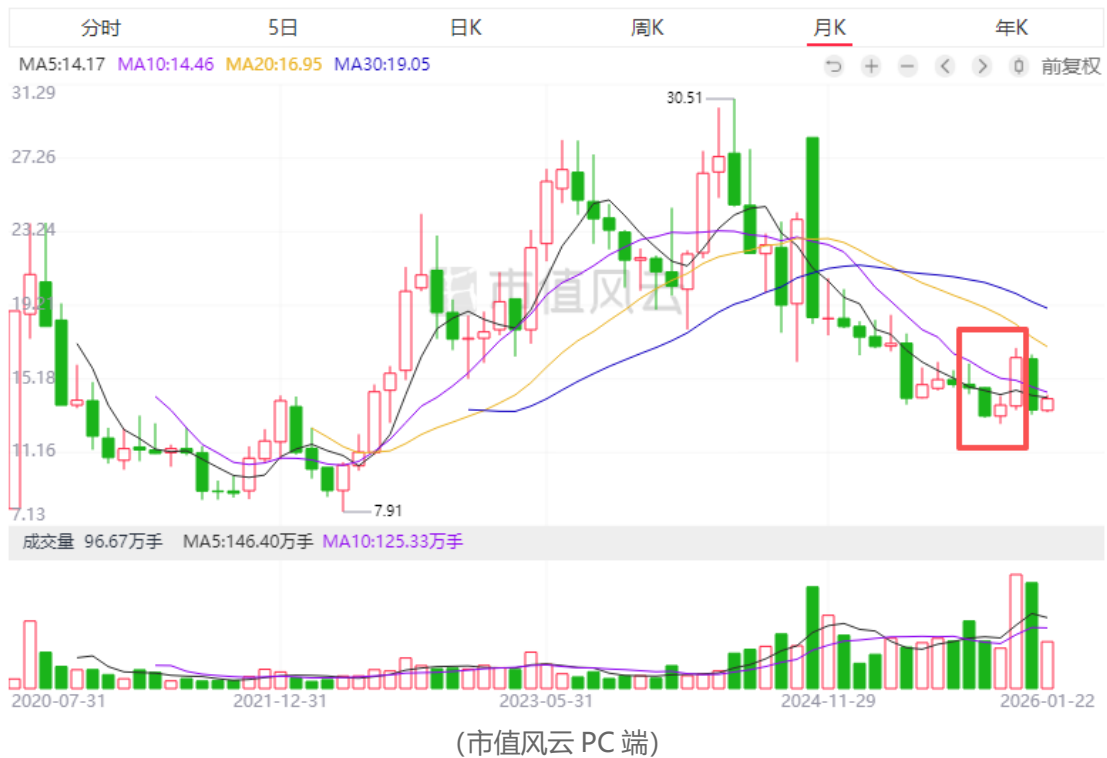 分时 5日 日K 周K 月K 年K
MA5:14.17 MA10:14.46 MA20:16.95 MA30:19.05 前复权
31.29
30.51
27.26
23.24
市值风云
19.21
15.18
11.16
7.91
7.13
成交量 96.67万手 MA5:146.40万手 MA10:125.33万手
2020-07-31 2021-12-31 2023-05-31 2024-11-29 2026-01-22
(市值风云 PC 端)